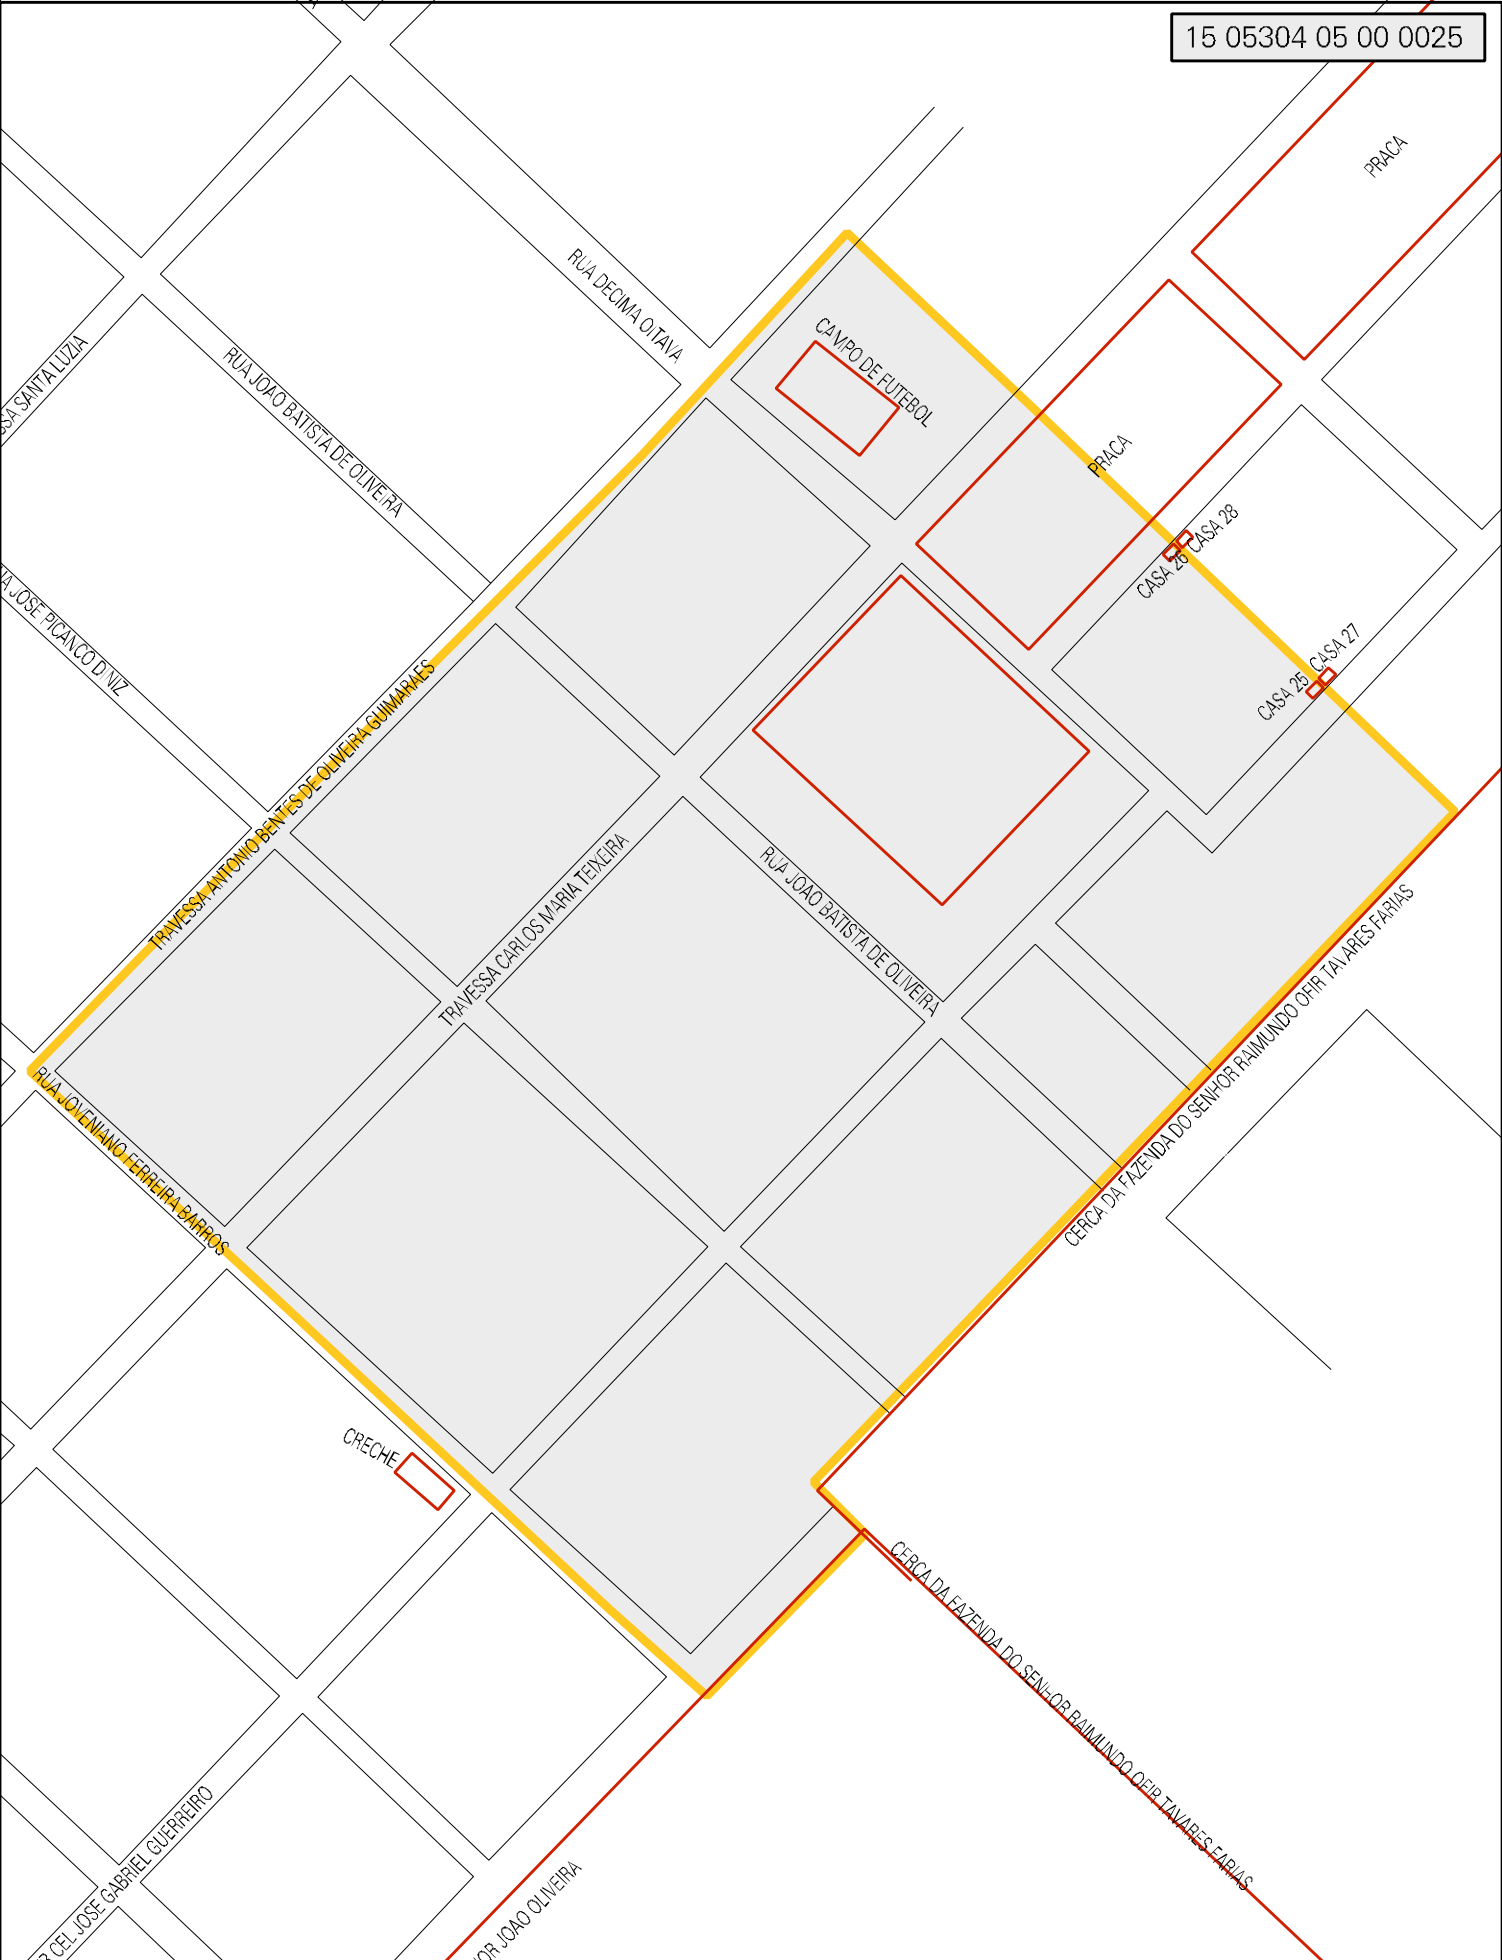 15 05304 05 00 0025
PRACA
RUA DECIMA OITAVA
CAMPO DE FUTEBOL
SANTA LUZIA
RUA JOAO BATISTA DE OLIVEIRA
PRACA
CASA 28
CASA 26
JOSE PICANCO DINIZ
CASA 27
CASA 25
TRAVESSA ANTONIO BENTES DE OLIVEIRA GUIMARAES
TRAVESSA CARLOS MARIA TEIXEIRA
RUA JOAO BATISTA DE OLIVEIRA
CERCA DA FAZENDA DO SENHOR RAIMUNDO OFIR TAVARES FARIAS
RUA JOVENIANO FERREIRA BARROS
CRECHE
CERCA DA FAZENDA DO SENHOR RAIMUNDO OFIR TAVARES FARIAS
CEL JOSE GABRIEL GUERREIRO
JOAO OLIVEIRA